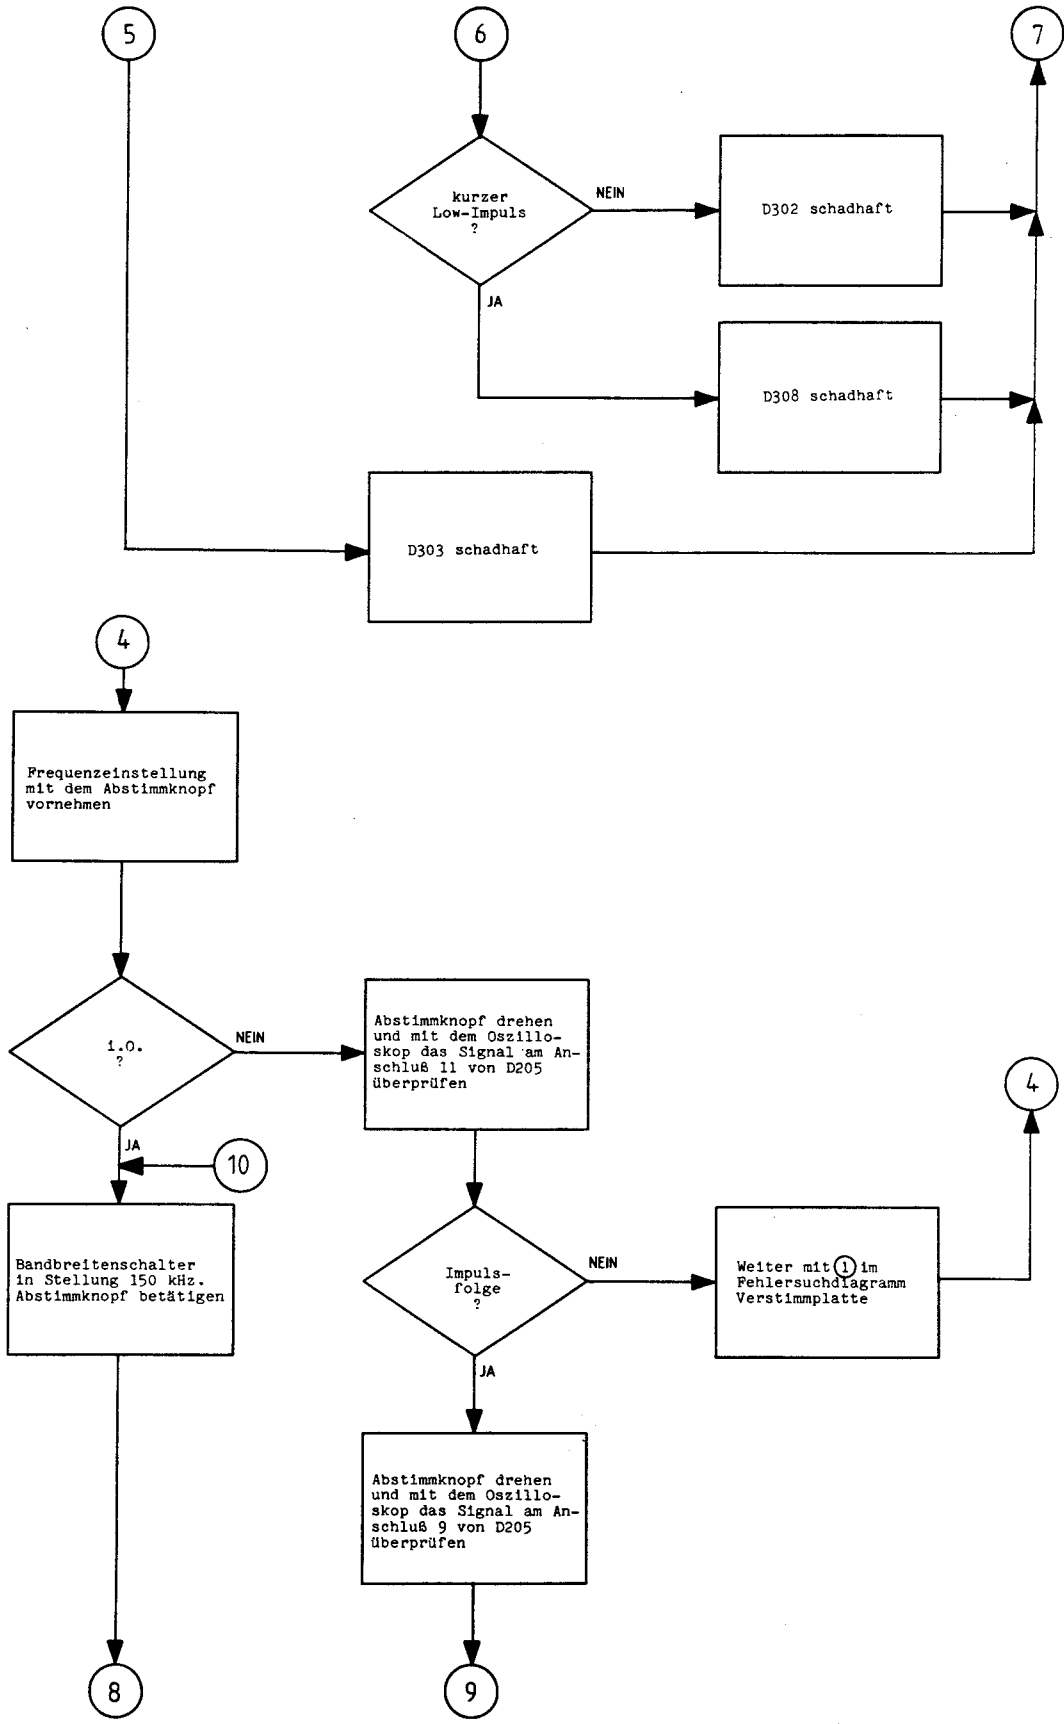 5
6
7
kurzer
Low-Impuls
?
NEIN
D302 schadhaft
JA
D308 schadhaft
D303 schadhaft
4
Frequenzeinstellung
mit dem Abstimmknopf
vornehmen
i.O.
?
NEIN
Abstimmknopf drehen
und mit dem Oszillo-
skop das Signal am An-
schluß 11 von D205
überprüfen
4
JA
10
Bandbreitenschalter
in Stellung 150 kHz.
Abstimmknopf betätigen
Impuls-
folge
?
NEIN
Weiter mit 1 im
Fehlersuchdiagramm
Verstimmplatte
JA
Abstimmknopf drehen
und mit dem Oszillo-
skop das Signal am An-
schluß 9 von D205
überprüfen
8
9